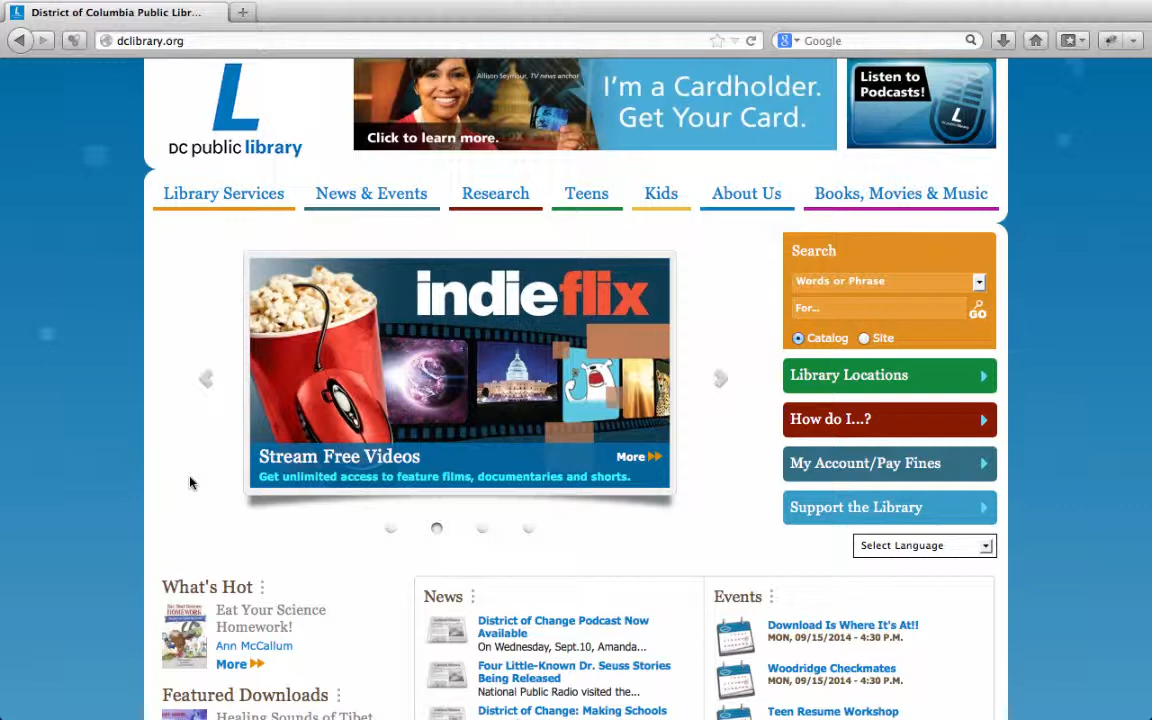 District of Columbia Public Libr...
dclibrary.org
Google
L
DC public library
Allison Seymour, TV news anchor
I'm a Cardholder.
Get Your Card.
Click to learn more.
Listen to
Podcasts!
L
Library Services
News & Events
Research
Teens
Kids
About Us
Books, Movies & Music
indieflix
Stream Free Videos
More
Get unlimited access to feature films, documentaries and shorts.
Search
Words or Phrase
For...
GO
Catalog
Site
Library Locations
How do I...?
My Account/Pay Fines
Support the Library
Select Language
What's Hot
Eat Your Science
Homework!
Ann McCallum
More
Featured Downloads
Healing Sounds of Tibet
News
District of Change Podcast Now
Available
On Wednesday, Sept.10, Amanda...
Four Little-Known Dr. Seuss Stories
Being Released
National Public Radio visited the...
District of Change: Making Schools
Events
Download Is Where It's At!!
MON, 09/15/2014 - 4:30 P.M.
Woodridge Checkmates
MON, 09/15/2014 - 4:30 P.M.
Teen Resume Workshop